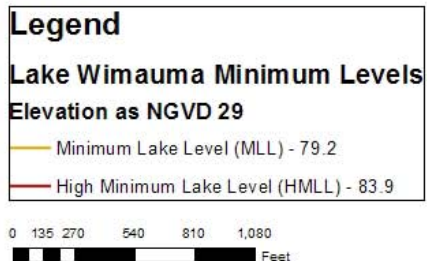 Legend
Lake Wimauma Minimum Levels
Elevation as NGVD 29
Minimum Lake Level (MLL) - 79.2
High Minimum Lake Level (HMLL) - 83.9
0 135 270 540 810 1,080
Feet